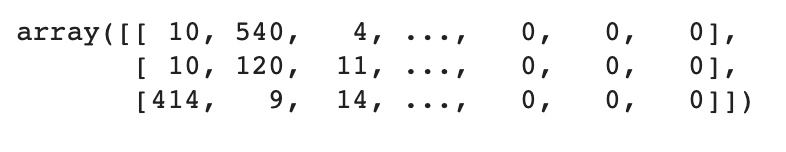 array([[ 10, 540,   4, ...,   0,   0,   0],
       [ 10, 120,  11, ...,   0,   0,   0],
       [414,   9,  14, ...,   0,   0,   0]])